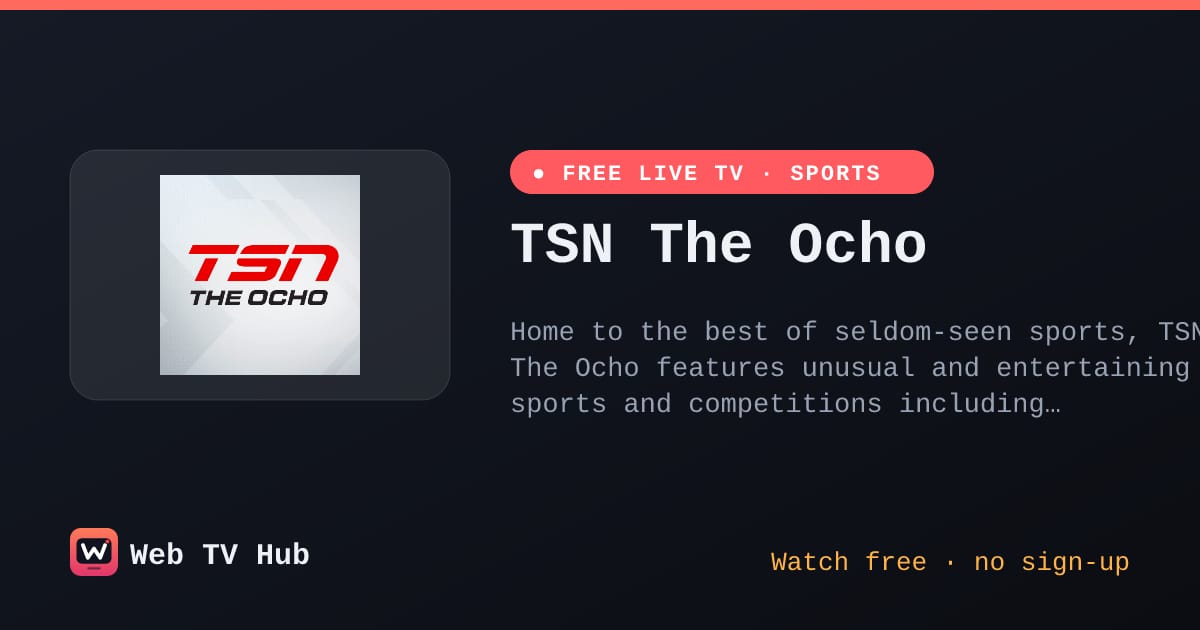 TSN
THE OCHO
● FREE LIVE TV · SPORTS
TSN The Ocho
Home to the best of seldom-seen sports, TSN
The Ocho features unusual and entertaining
sports and competitions including…
W
Web TV Hub
Watch free · no sign-up